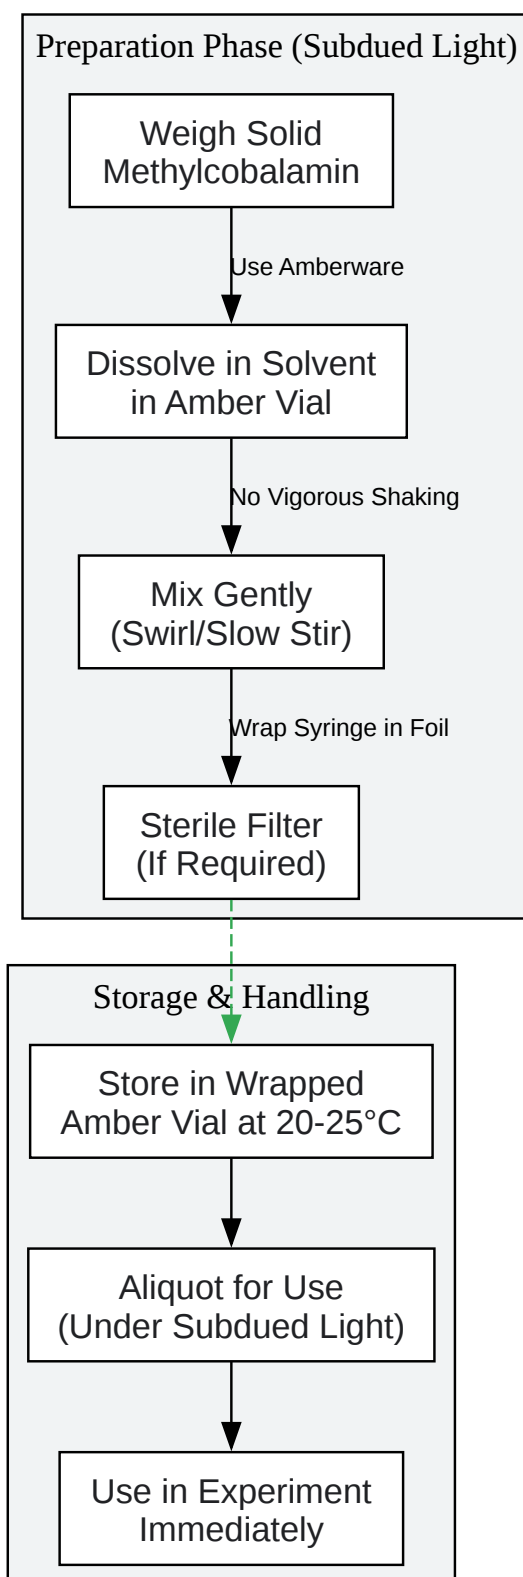 Preparation Phase (Subdued Light)
Weigh Solid
Methylcobalamin
Use Amberware
Dissolve in Solvent
in Amber Vial
No Vigorous Shaking
Mix Gently
(Swirl/Slow Stir)
Wrap Syringe in Foil
Sterile Filter
(If Required)
Storage & Handling
Store in Wrapped
Amber Vial at 20-25°C
Aliquot for Use
(Under Subdued Light)
Use in Experiment
Immediately